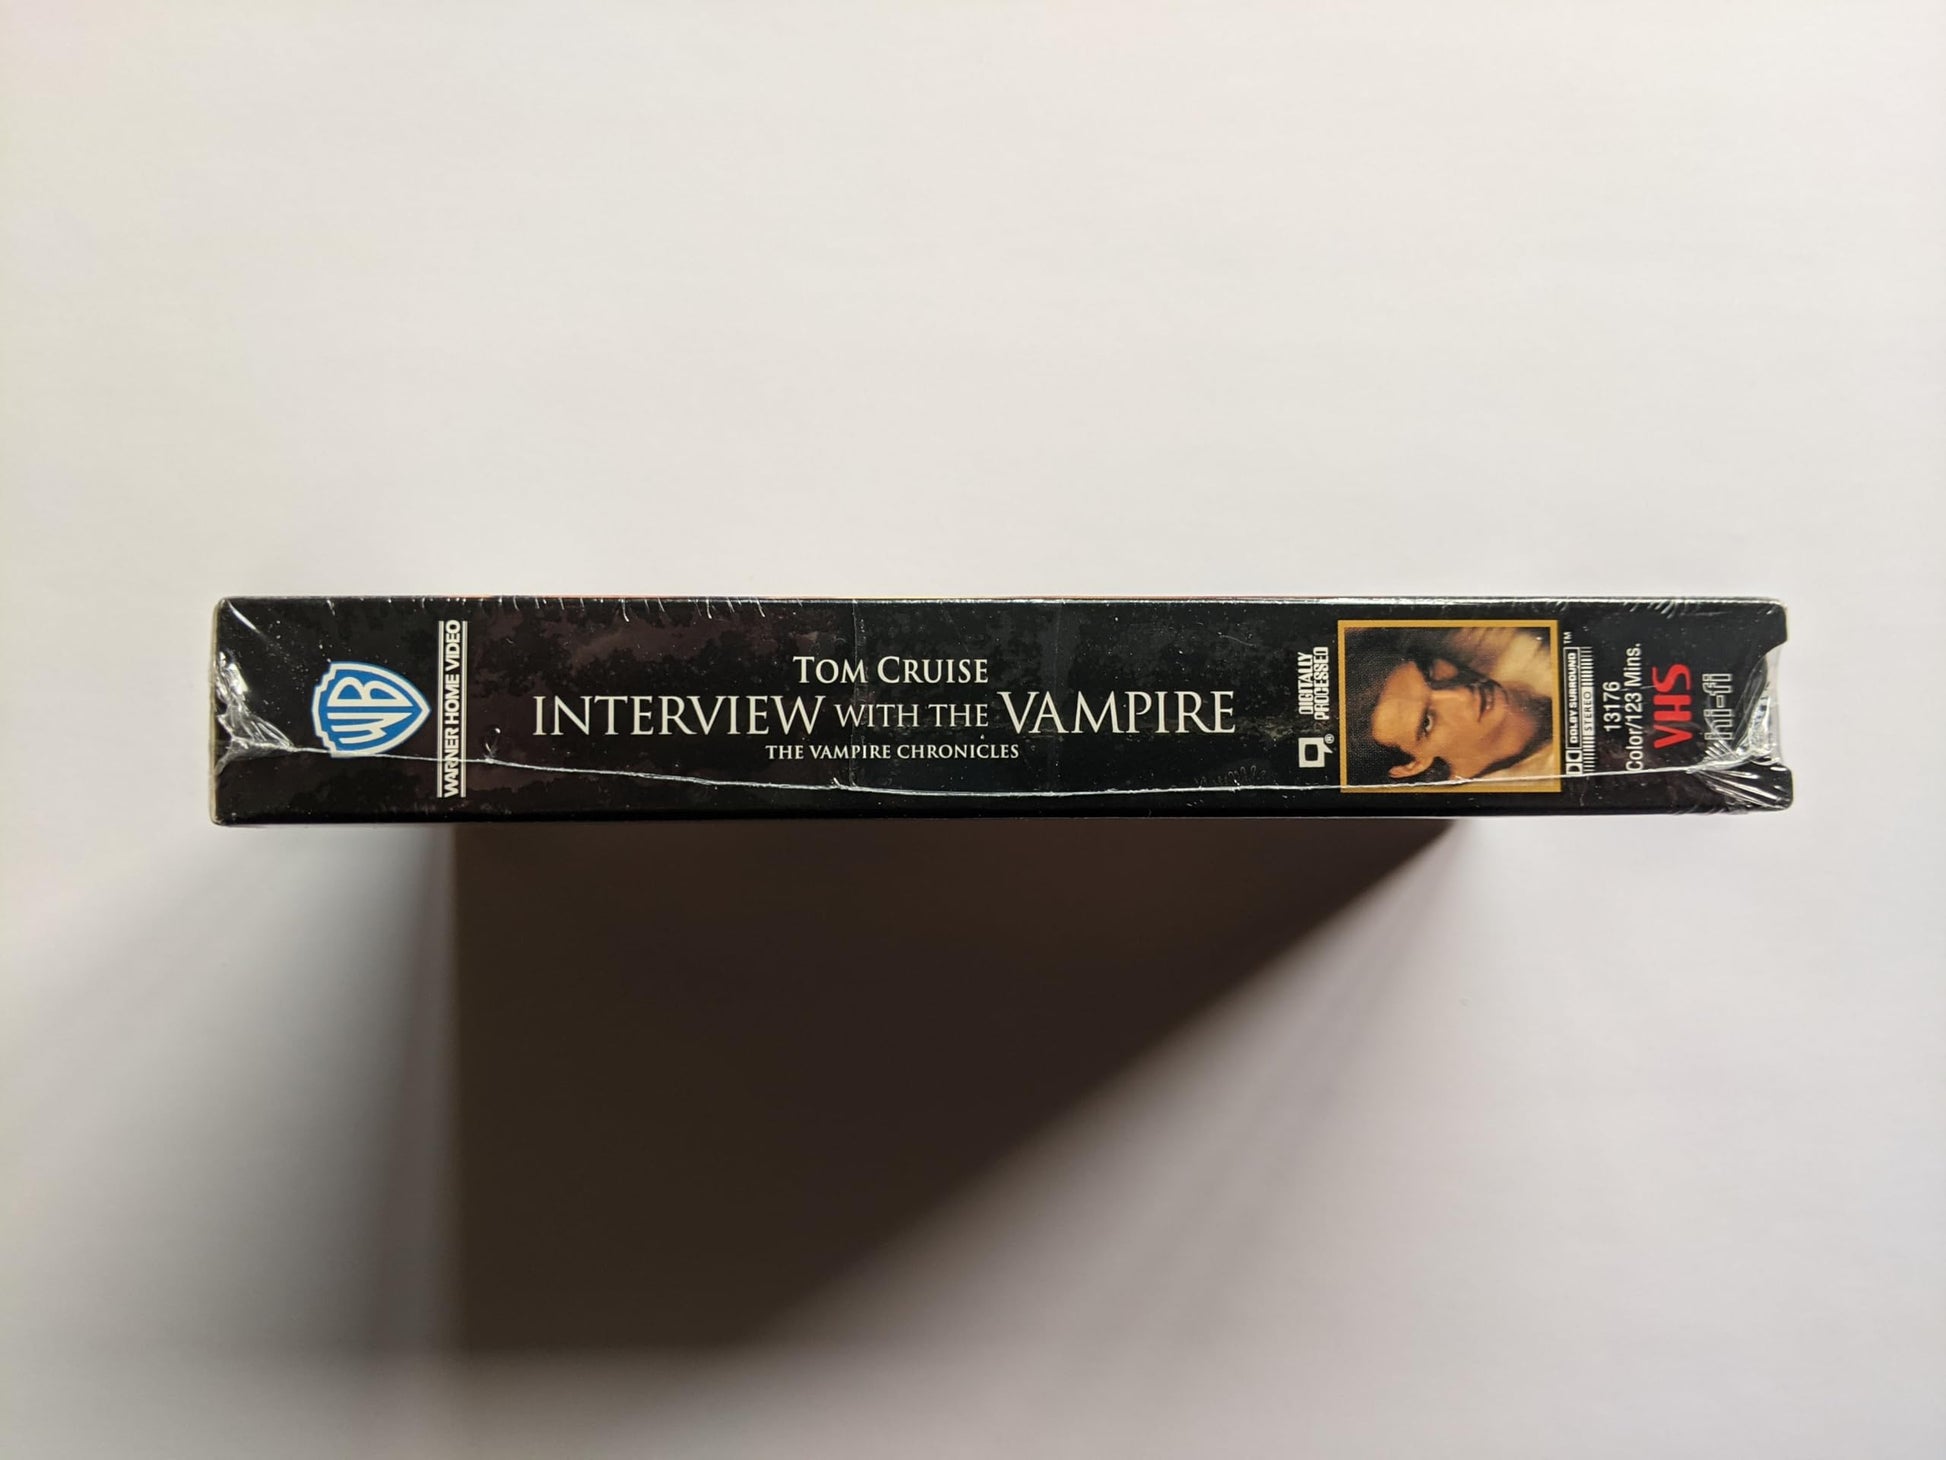 WB
WARNER HOME VIDEO
TOM CRUISE
INTERVIEW WITH THE VAMPIRE
THE VAMPIRE CHRONICLES
DIGITALLY
PROCESSED
®
DOLBY SURROUND
STEREO
TM
13176
Color/123 Mins.
VHS
hi-fi